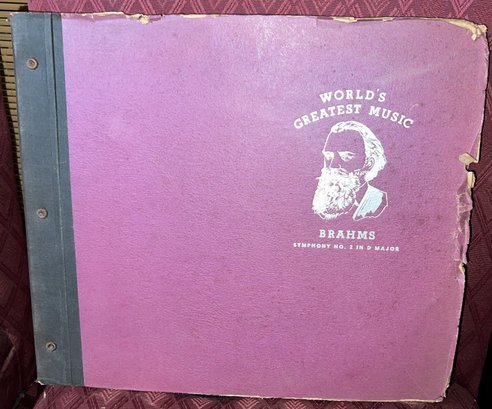 WORLD'S
GREATEST MUSIC
BRAHMS
SYMPHONY NO. 2 IN D MAJOR